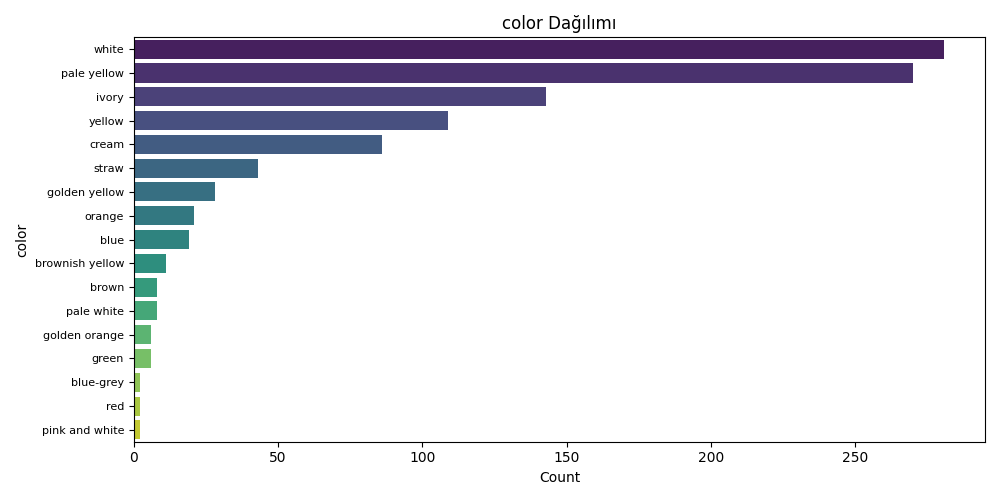 color Dağılımı
white
pale yellow
ivory
yellow
cream
straw
golden yellow
orange
blue
brownish yellow
brown
pale white
golden orange
green
blue-grey
red
pink and white
color
0 50 100 150 200 250
Count